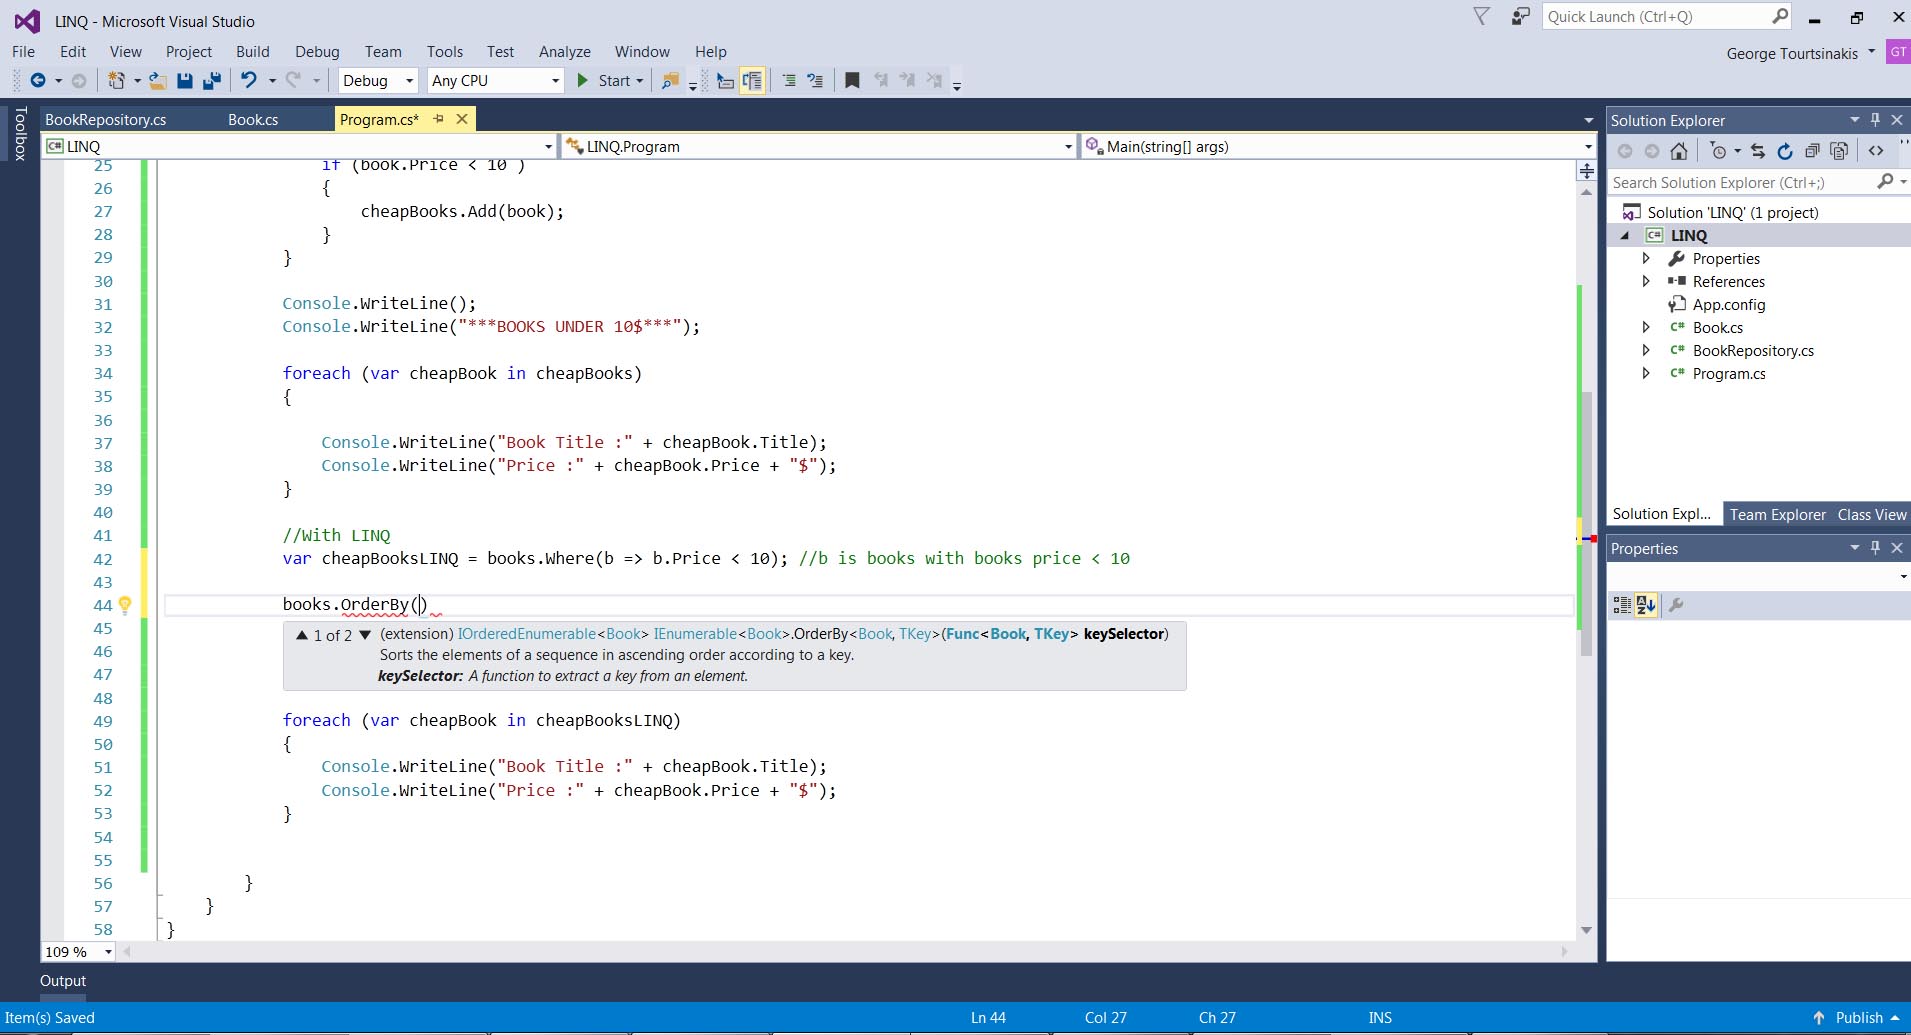 LINQ - Microsoft Visual Studio
Quick Launch (Ctrl+Q)
File Edit View Project Build Debug Team Tools Test Analyze Window Help
George Tourtsinakis GT
Debug Any CPU Start
Toolbox
BookRepository.cs Book.cs Program.cs*
C# LINQ LINQ.Program Main(string[] args)
25 if (book.Price < 10 )
26 {
27 cheapBooks.Add(book);
28 }
29 }
30
31 Console.WriteLine();
32 Console.WriteLine("***BOOKS UNDER 10$***");
33
34 foreach (var cheapBook in cheapBooks)
35 {
36
37 Console.WriteLine("Book Title :" + cheapBook.Title);
38 Console.WriteLine("Price :" + cheapBook.Price + "$");
39 }
40
41 //With LINQ
42 var cheapBooksLINQ = books.Where(b => b.Price < 10); //b is books with books price < 10
43
44 books.OrderBy()
45
▲ 1 of 2 ▼ (extension) IOrderedEnumerable<Book> IEnumerable<Book>.OrderBy<Book, TKey>(Func<Book, TKey> keySelector)
46 Sorts the elements of a sequence in ascending order according to a key.
47 keySelector: A function to extract a key from an element.
48
49 foreach (var cheapBook in cheapBooksLINQ)
50 {
51 Console.WriteLine("Book Title :" + cheapBook.Title);
52 Console.WriteLine("Price :" + cheapBook.Price + "$");
53 }
54
55
56 }
57 }
58 }
109 %
Solution Explorer
Search Solution Explorer (Ctrl+;)
Solution 'LINQ' (1 project)
C# LINQ
Properties
References
App.config
C# Book.cs
C# BookRepository.cs
C# Program.cs
Solution Expl... Team Explorer Class View
Properties
Output
Item(s) Saved Ln 44 Col 27 Ch 27 INS Publish